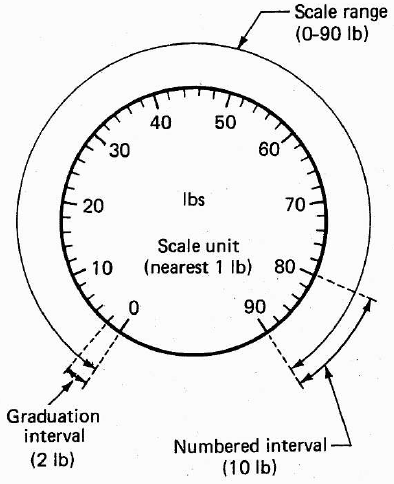 Scale range
(0-90 lb)
40
50
30
60
20
lbs
70
Scale unit
(nearest 1 lb)
10
80
0
90
Graduation
interval
(2 lb)
Numbered interval
(10 lb)